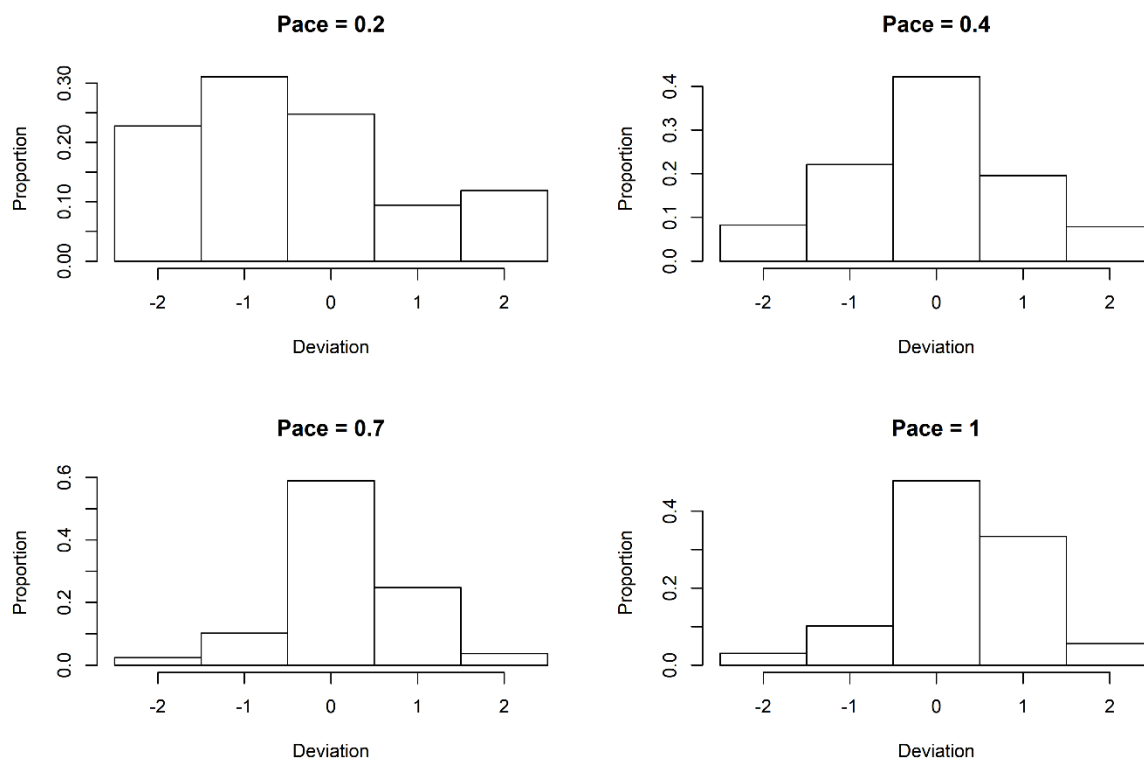 Pace = 0.2
Proportion
0.00 0.10 0.20 0.30
-2 -1 0 1 2
Deviation
Pace = 0.4
Proportion
0.0 0.1 0.2 0.3 0.4
-2 -1 0 1 2
Deviation
Pace = 0.7
Proportion
0.0 0.2 0.4 0.6
-2 -1 0 1 2
Deviation
Pace = 1
Proportion
0.0 0.2 0.4
-2 -1 0 1 2
Deviation